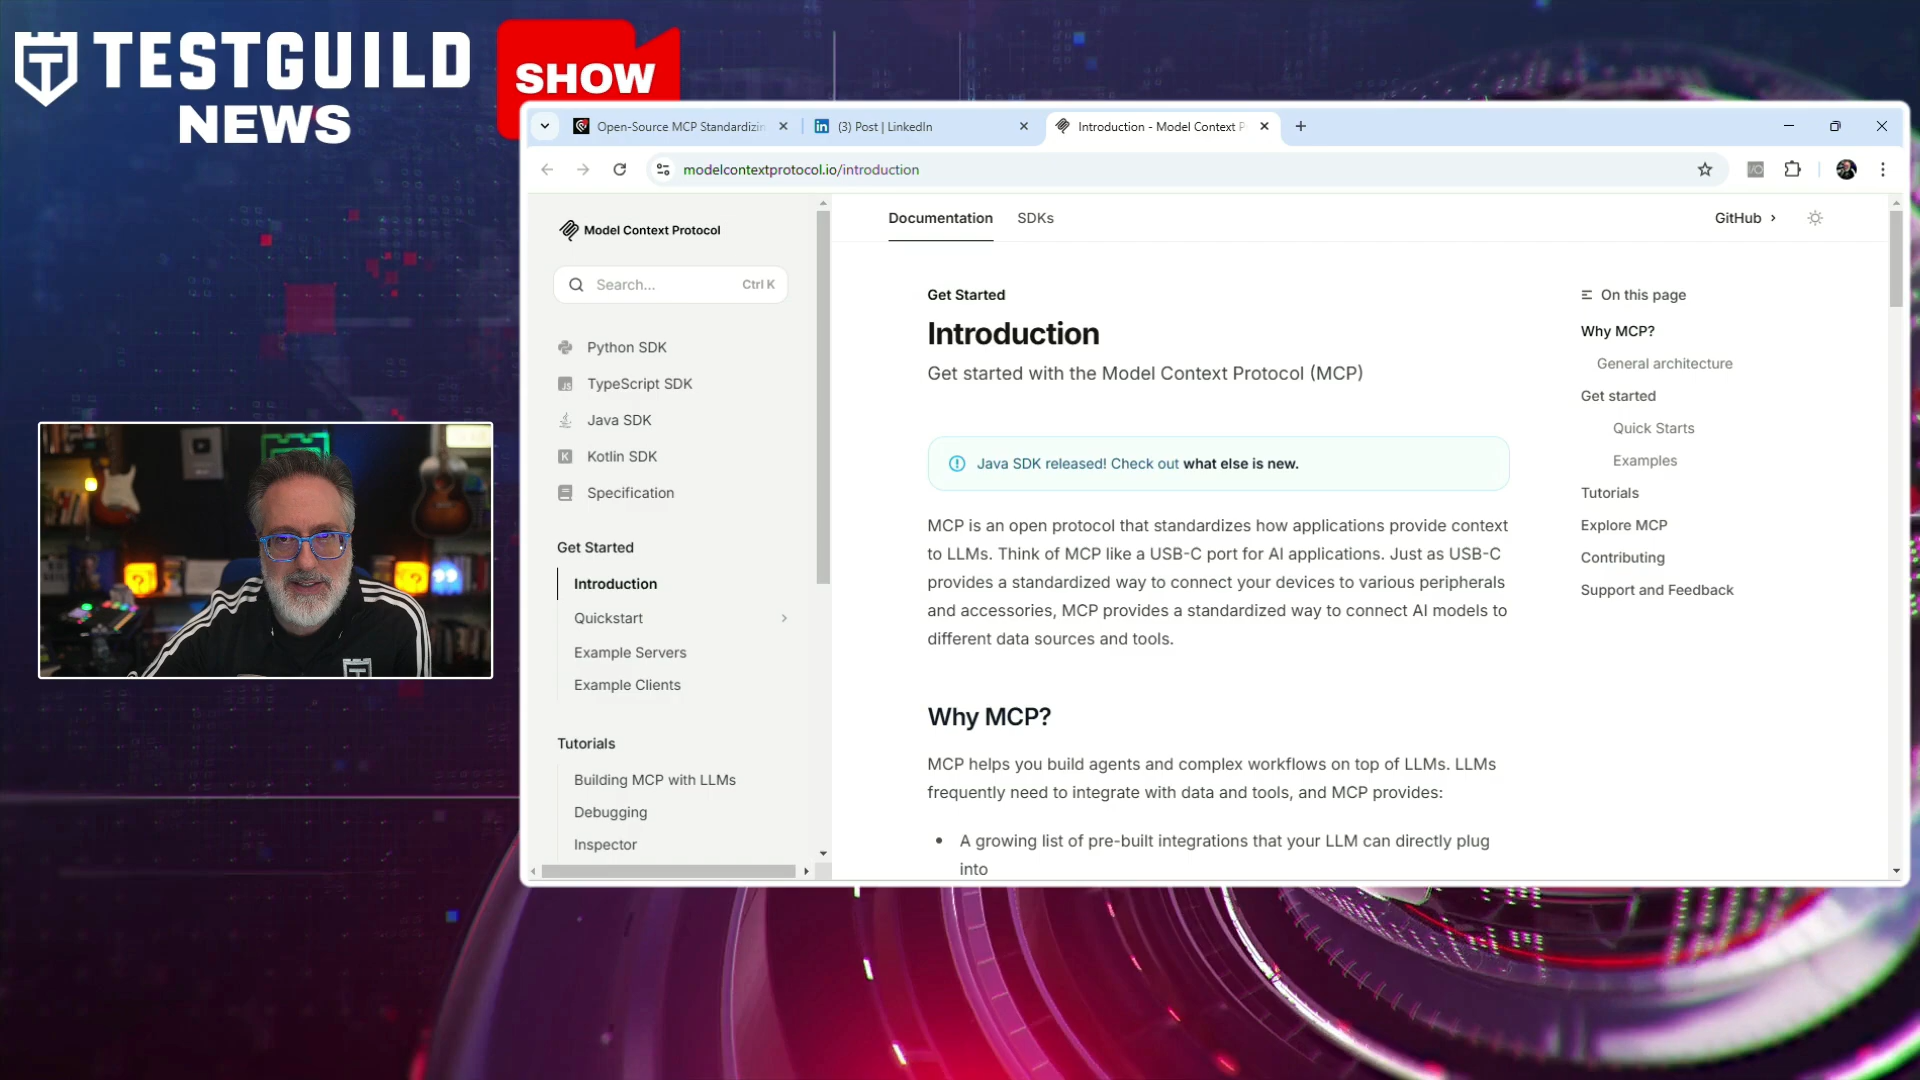 TESTGUILD
NEWS
SHOW
Open-Source MCP Standardizin
(3) Post | LinkedIn
Introduction - Model Context P
modelcontextprotocol.io/introduction
Model Context Protocol
Search...
Ctrl K
Python SDK
TypeScript SDK
Java SDK
Kotlin SDK
Specification
Get Started
Introduction
Quickstart
Example Servers
Example Clients
Tutorials
Building MCP with LLMs
Debugging
Inspector
Documentation
SDKs
GitHub
Get Started
Introduction
Get started with the Model Context Protocol (MCP)
Java SDK released! Check out what else is new.
MCP is an open protocol that standardizes how applications provide context
to LLMs. Think of MCP like a USB-C port for AI applications. Just as USB-C
provides a standardized way to connect your devices to various peripherals
and accessories, MCP provides a standardized way to connect AI models to
different data sources and tools.
Why MCP?
MCP helps you build agents and complex workflows on top of LLMs. LLMs
frequently need to integrate with data and tools, and MCP provides:
• A growing list of pre-built integrations that your LLM can directly plug
into
On this page
Why MCP?
General architecture
Get started
Quick Starts
Examples
Tutorials
Explore MCP
Contributing
Support and Feedback